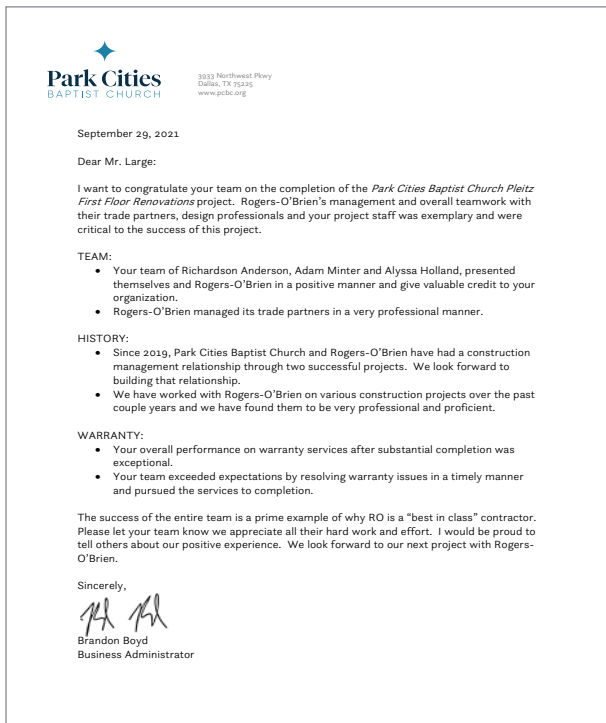 Park Cities
BAPTIST CHURCH
3933 Northwest Pkwy
Dallas, TX 75225
www.pcbc.org
September 29, 2021
Dear Mr. Large:
I want to congratulate your team on the completion of the Park Cities Baptist Church Pleitz
First Floor Renovations project.  Rogers-O'Brien's management and overall teamwork with
their trade partners, design professionals and your project staff was exemplary and were
critical to the success of this project.
TEAM:
• Your team of Richardson Anderson, Adam Minter and Alyssa Holland, presented
themselves and Rogers-O'Brien in a positive manner and give valuable credit to your
organization.
• Rogers-O'Brien managed its trade partners in a very professional manner.
HISTORY:
• Since 2019, Park Cities Baptist Church and Rogers-O'Brien have had a construction
management relationship through two successful projects.  We look forward to
building that relationship.
• We have worked with Rogers-O'Brien on various construction projects over the past
couple years and we have found them to be very professional and proficient.
WARRANTY:
• Your overall performance on warranty services after substantial completion was
exceptional.
• Your team exceeded expectations by resolving warranty issues in a timely manner
and pursued the services to completion.
The success of the entire team is a prime example of why RO is a “best in class” contractor.
Please let your team know we appreciate all their hard work and effort.  I would be proud to
tell others about our positive experience.  We look forward to our next project with Rogers-
O'Brien.
Sincerely,
Brandon Boyd
Business Administrator